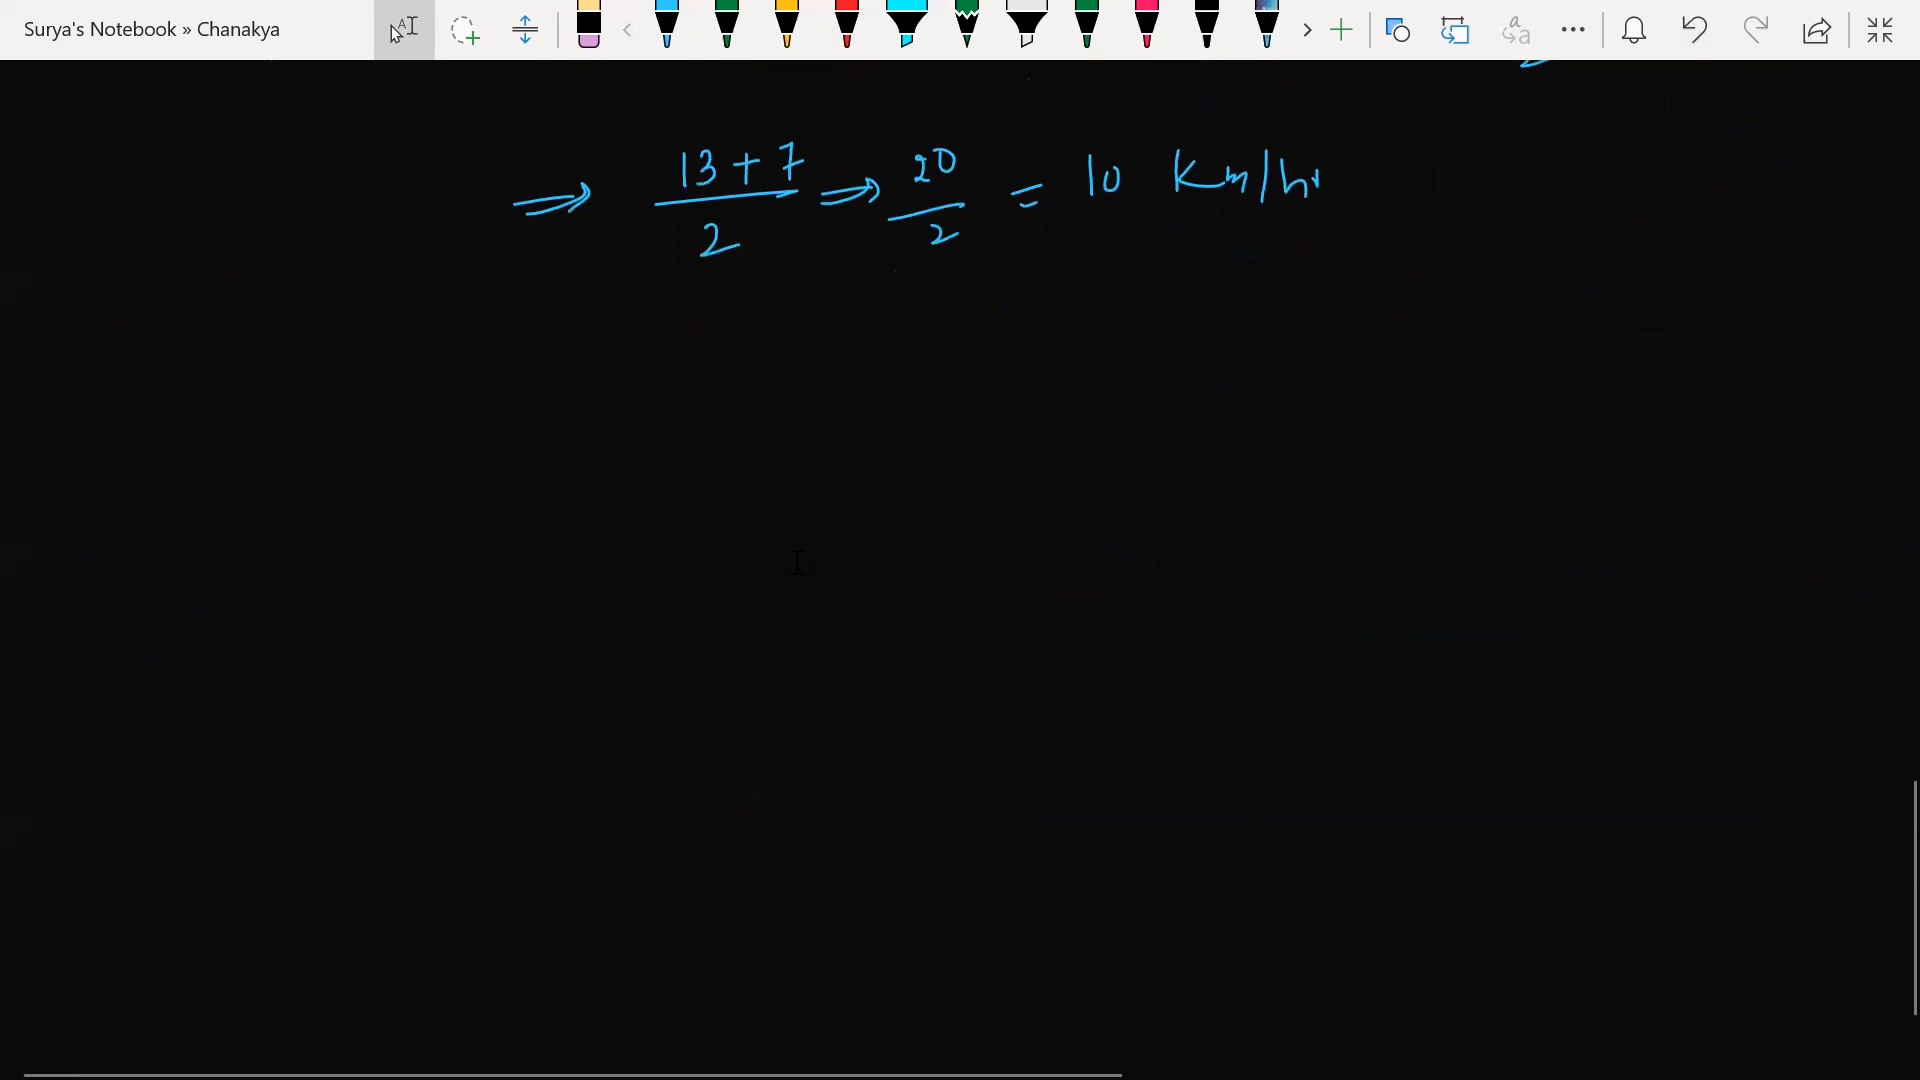 Surya's Notebook » Chanakya
⇒ 13 + 7 / 2 ⇒ 20 / 2 = 10 Km/hr